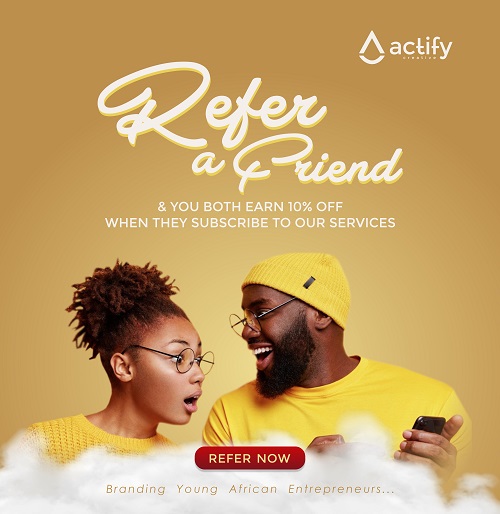 actify
creative
Refer
a Friend
& YOU BOTH EARN 10% OFF
WHEN THEY SUBSCRIBE TO OUR SERVICES
REFER NOW
Branding Young African Entrepreneurs...